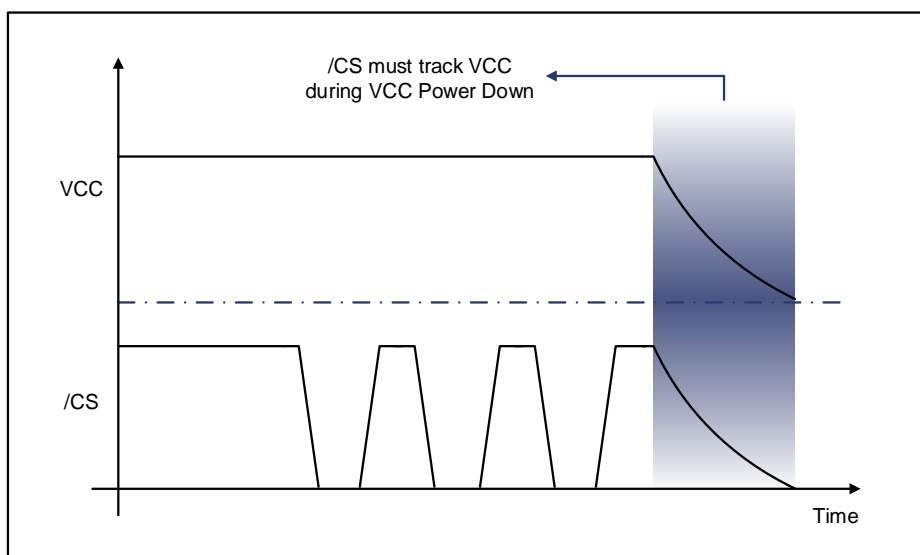 /CS must track VCC
during VCC Power Down
VCC
/CS
Time